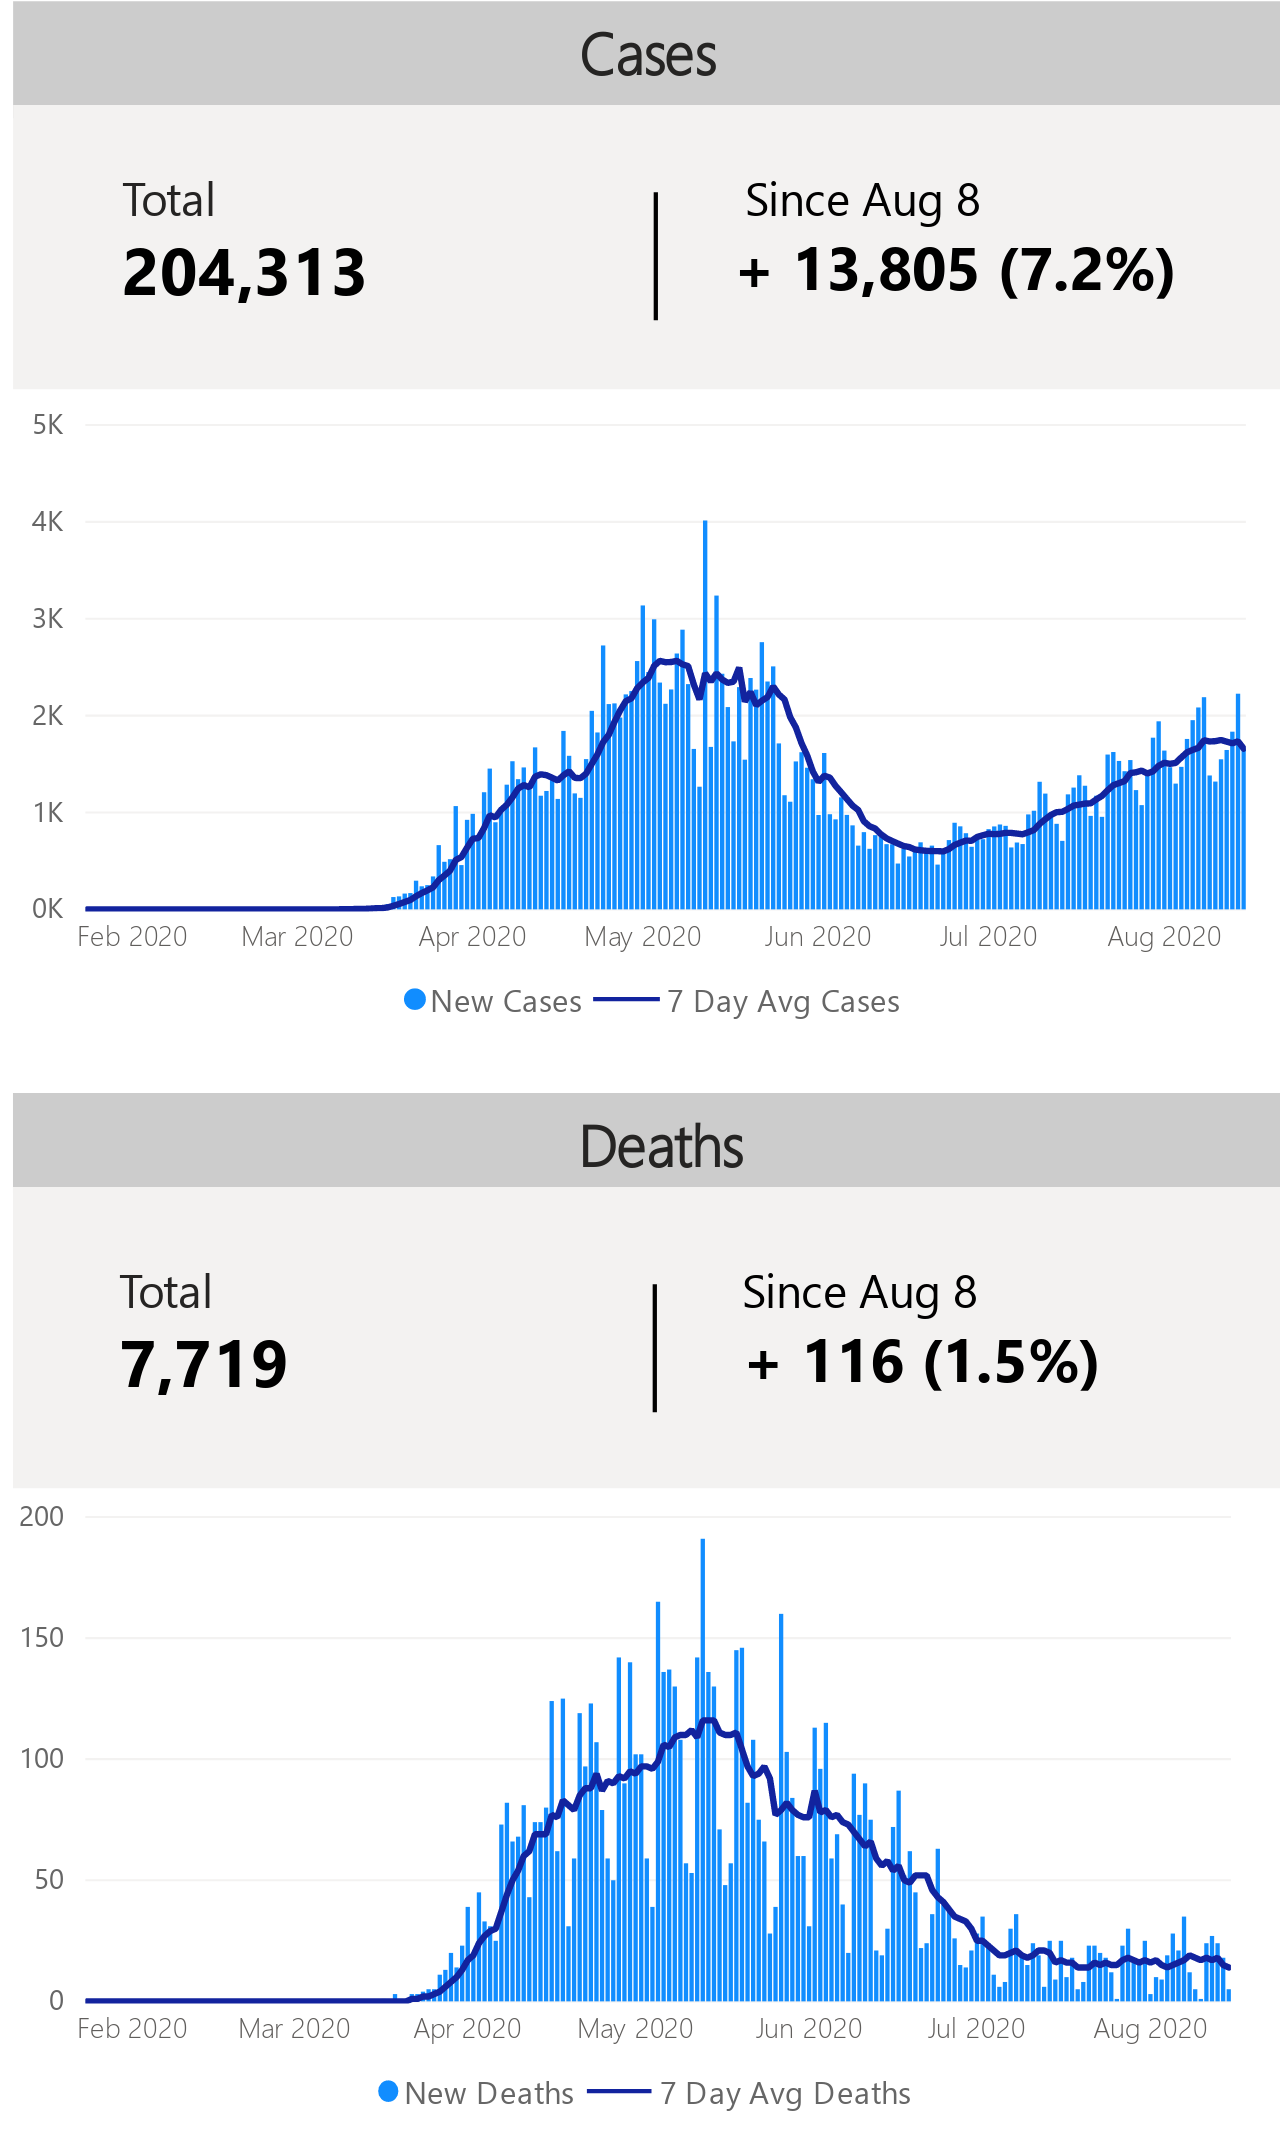 Cases
Total
Since Aug 8
204,313
+ 13,805 (7.2%)
5K
4K
3K
2K
1K
0K
Feb 2020 Mar 2020 Apr 2020 May 2020 Jun 2020 Jul 2020 Aug 2020
New Cases 7 Day Avg Cases
Deaths
Total
Since Aug 8
7,719
+ 116 (1.5%)
200
150
100
50
0
Feb 2020 Mar 2020 Apr 2020 May 2020 Jun 2020 Jul 2020 Aug 2020
New Deaths 7 Day Avg Deaths